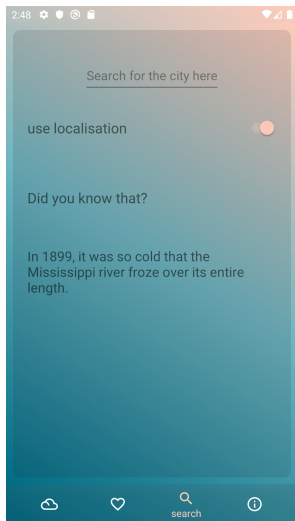 2:48
Search for the city here
use localisation
Did you know that?
In 1899, it was so cold that the
Mississippi river froze over its entire
length.
search